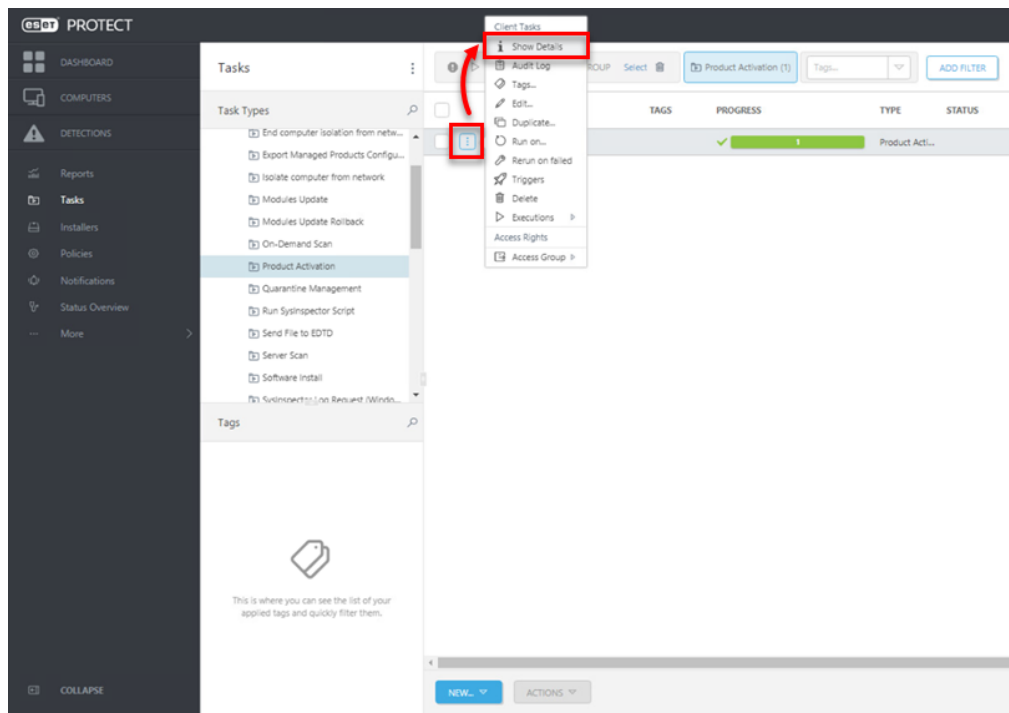 eset PROTECT
DASHBOARD
COMPUTERS
DETECTIONS
Reports
Tasks
Installers
Policies
Notifications
Status Overview
More
COLLAPSE
Tasks
Task Types
End computer isolation from netw...
Export Managed Products Configu...
Isolate computer from network
Modules Update
Modules Update Rollback
On-Demand Scan
Product Activation
Quarantine Management
Run SysInspector Script
Send File to EDTD
Server Scan
Software Install
SysInspector Log Request (Windo...
Tags
This is where you can see the list of your
applied tags and quickly filter them.
Client Tasks
Show Details
Audit Log
Tags...
Edit...
Duplicate...
Run on...
Rerun on failed
Triggers
Delete
Executions
Access Rights
Access Group
ROUP Select
Product Activation (1)
Tags...
ADD FILTER
TAGS PROGRESS TYPE STATUS
1 Product Acti...
NEW... ACTIONS